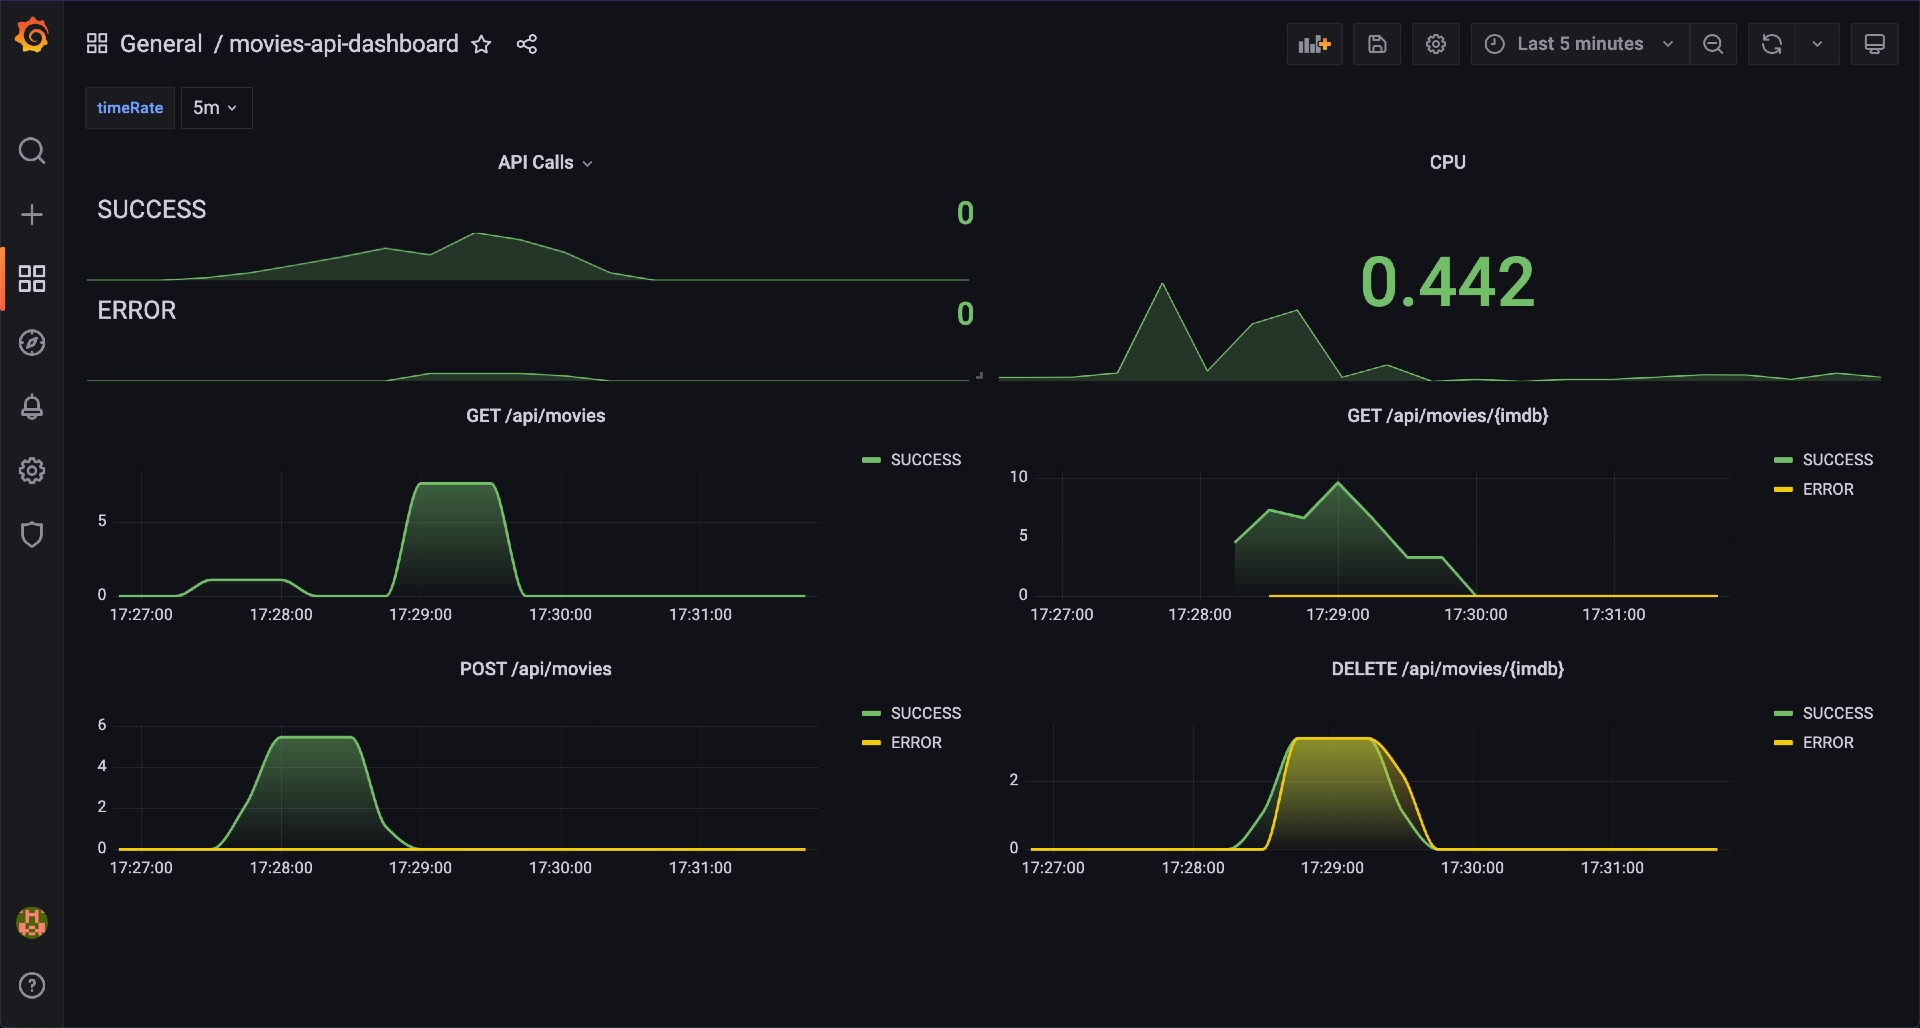 General / movies-api-dashboard
Last 5 minutes
timeRate 5m
API Calls
SUCCESS 0
ERROR 0
CPU
0.442
GET /api/movies
SUCCESS
5
0
17:27:00 17:28:00 17:29:00 17:30:00 17:31:00
GET /api/movies/{imdb}
SUCCESS
ERROR
10
5
0
17:27:00 17:28:00 17:29:00 17:30:00 17:31:00
POST /api/movies
SUCCESS
ERROR
6
4
2
0
17:27:00 17:28:00 17:29:00 17:30:00 17:31:00
DELETE /api/movies/{imdb}
SUCCESS
ERROR
2
0
17:27:00 17:28:00 17:29:00 17:30:00 17:31:00